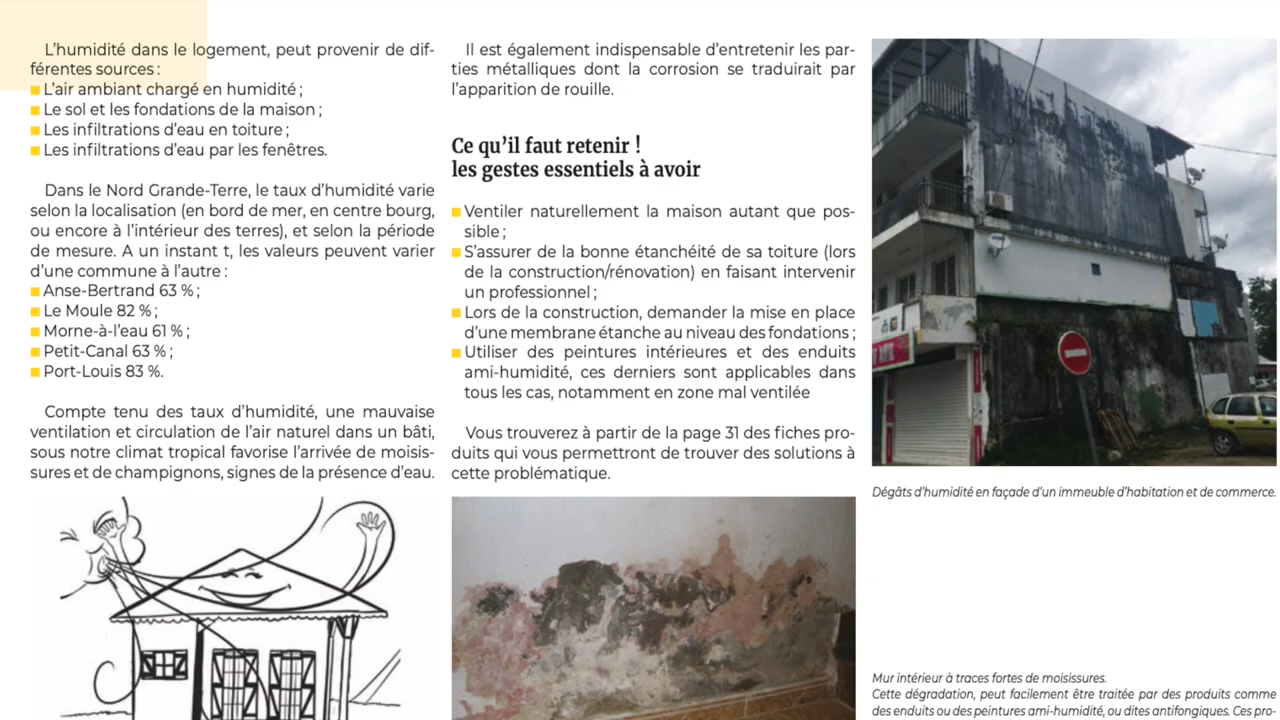 L’humidité dans le logement, peut provenir de dif-
férentes sources :
L’air ambiant chargé en humidité ;
Le sol et les fondations de la maison ;
Les infiltrations d’eau en toiture ;
Les infiltrations d’eau par les fenêtres.
Dans le Nord Grande-Terre, le taux d’humidité varie
selon la localisation (en bord de mer, en centre bourg,
ou encore à l’intérieur des terres), et selon la période
de mesure. A un instant t, les valeurs peuvent varier
d’une commune à l’autre :
Anse-Bertrand 63 % ;
Le Moule 82 % ;
Morne-à-l’eau 61 % ;
Petit-Canal 63 % ;
Port-Louis 83 %.
Compte tenu des taux d’humidité, une mauvaise
ventilation et circulation de l’air naturel dans un bâti,
sous notre climat tropical favorise l’arrivée de moisis-
sures et de champignons, signes de la présence d’eau.
Il est également indispensable d’entretenir les par-
ties métalliques dont la corrosion se traduirait par
l’apparition de rouille.
Ce qu’il faut retenir !
les gestes essentiels à avoir
Ventiler naturellement la maison autant que pos-
sible ;
S’assurer de la bonne étanchéité de sa toiture (lors
de la construction/rénovation) en faisant intervenir
un professionnel ;
Lors de la construction, demander la mise en place
d’une membrane étanche au niveau des fondations ;
Utiliser des peintures intérieures et des enduits
ami-humidité, ces derniers sont applicables dans
tous les cas, notamment en zone mal ventilée
Vous trouverez à partir de la page 31 des fiches pro-
duits qui vous permettront de trouver des solutions à
cette problématique.
Dégâts d’humidité en façade d’un immeuble d’habitation et de commerce.
Mur intérieur à traces fortes de moisissures.
Cette dégradation, peut facilement être traitée par des produits comme
des enduits ou des peintures ami-humidité, ou dites antifongiques. Ces pro-